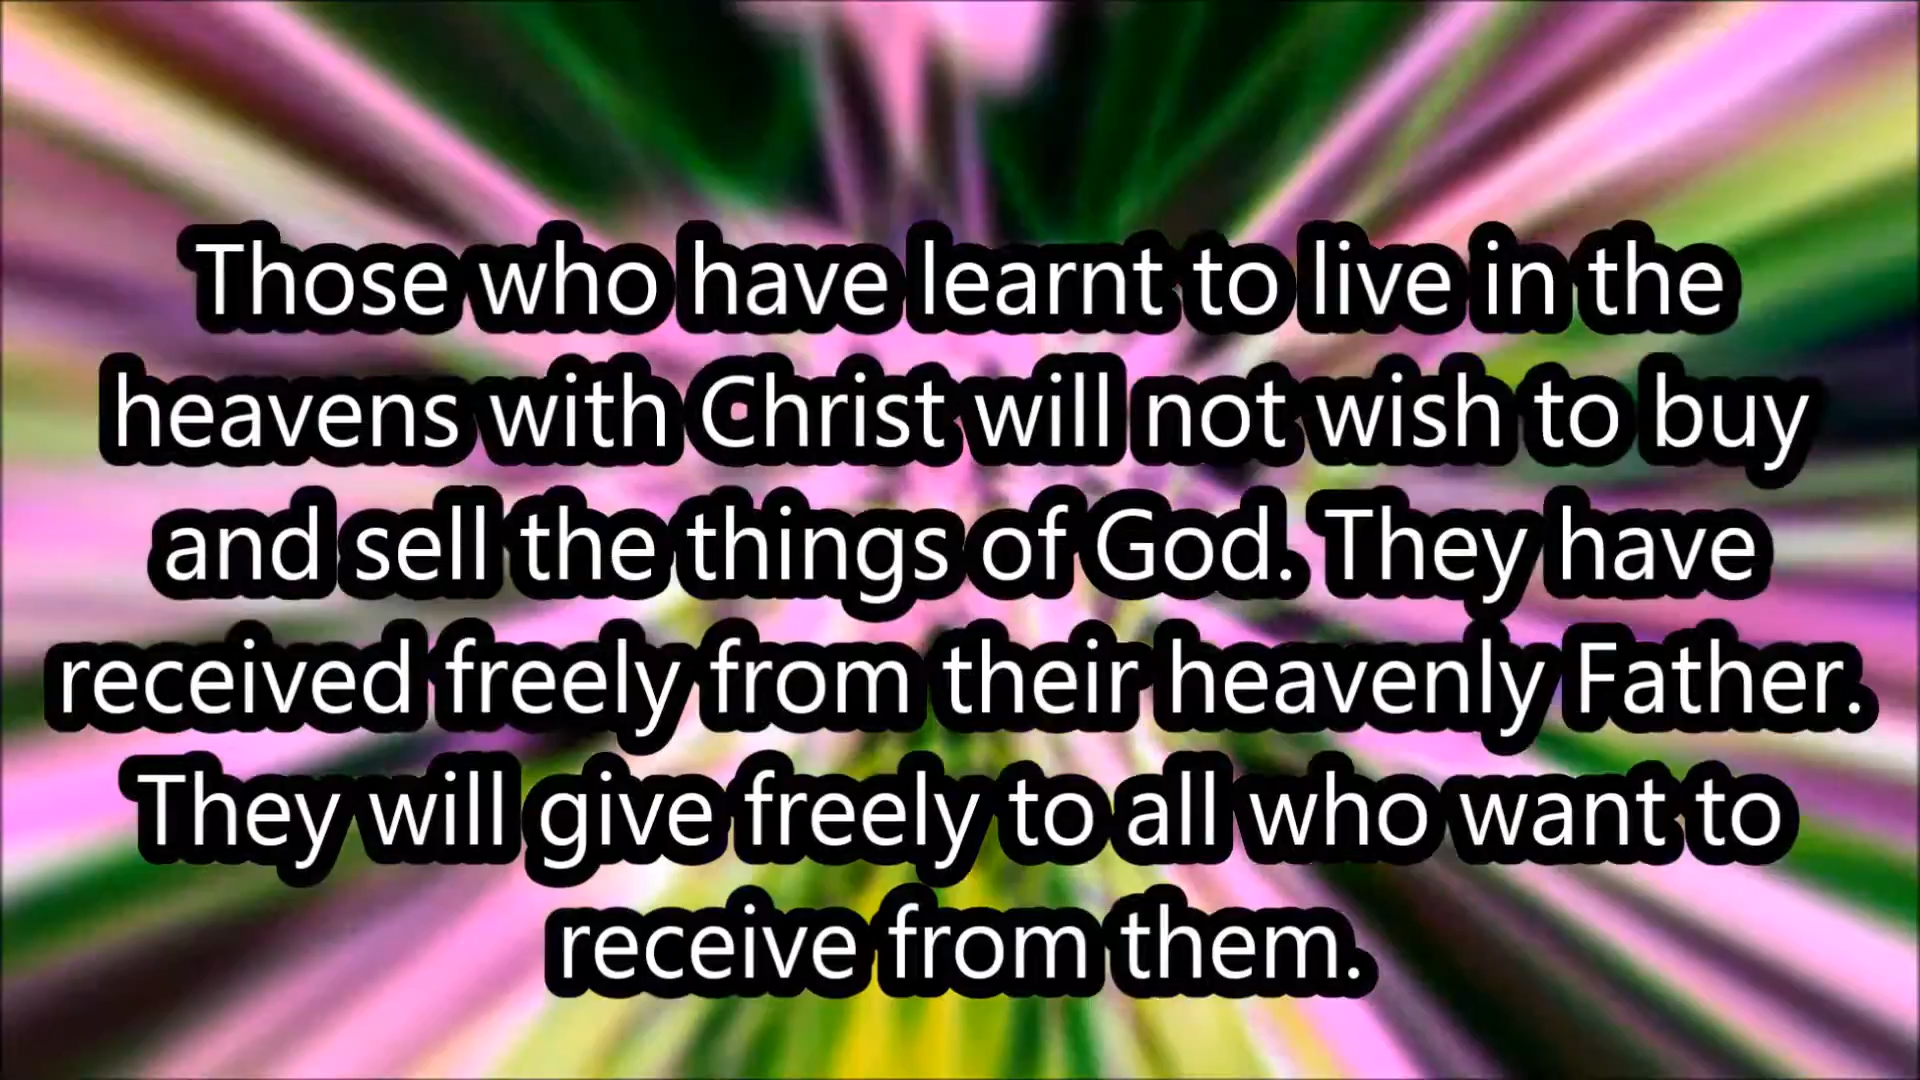 Those who have learnt to live in the
heavens with Christ will not wish to buy
and sell the things of God. They have
received freely from their heavenly Father.
They will give freely to all who want to
receive from them.